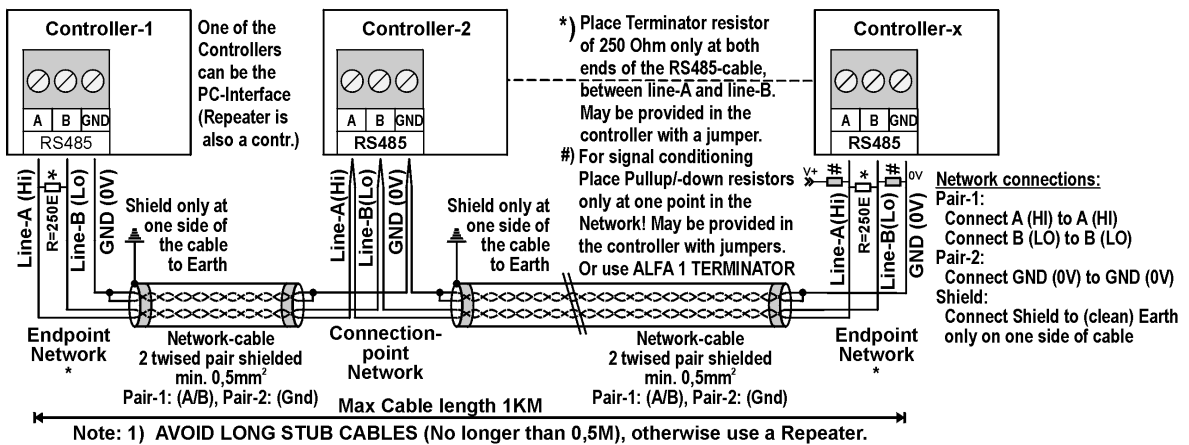 Controller-1
A B GND
RS485
One of the
Controllers
can be the
PC-Interface
(Repeater is
also a contr.)
Controller-2
A B GND
RS485
*) Place Terminator resistor
of 250 Ohm only at both
ends of the RS485-cable,
between line-A and line-B.
May be provided in the
controller with a jumper.
#) For signal conditioning
Place Pullup/-down resistors
only at one point in the
Network! May be provided in
the controller with jumpers.
Or use ALFA 1 TERMINATOR
Controller-x
A B GND
RS485
Line-A (Hi)
R=250E *
Line-B (Lo)
GND (0V)
Shield only at
one side of
the cable
to Earth
Line-A(Hi)
Line-B(Lo)
GND (0V)
Shield only at
one side
of the
cable
to Earth
V+ # * # 0V
Line-A(Hi)
R=250E
Line-B(Lo)
GND (0V)
Network connections:
Pair-1:
Connect A (HI) to A (HI)
Connect B (LO) to B (LO)
Pair-2:
Connect GND (0V) to GND (0V)
Shield:
Connect Shield to (clean) Earth
only on one side of cable
Endpoint
Network
*
Network-cable
2 twised pair shielded
min. 0,5mm²
Pair-1: (A/B), Pair-2: (Gnd)
Connection-
point
Network
Network-cable
2 twised pair shielded
min. 0,5mm²
Pair-1: (A/B), Pair-2: (Gnd)
Endpoint
Network
*
Max Cable length 1KM
Note: 1) AVOID LONG STUB CABLES (No longer than 0,5M), otherwise use a Repeater.